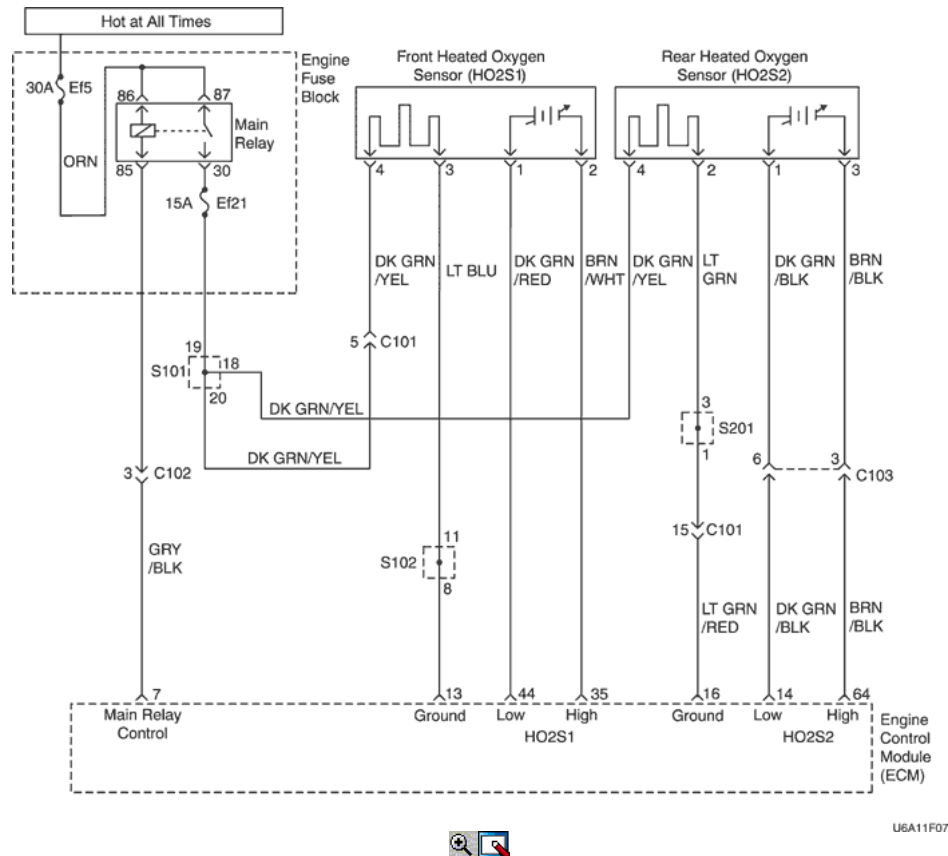 Hot at All Times
30A
Ef5
Engine
Fuse
Block
86
87
Main
Relay
ORN
85
30
15A
Ef21
Front Heated Oxygen
Sensor (HO2S1)
4
3
1
2
Rear Heated Oxygen
Sensor (HO2S2)
4
2
1
3
DK GRN
/YEL
LT BLU
DK GRN
/RED
BRN
/WHT
DK GRN
/YEL
LT
GRN
DK GRN
/BLK
BRN
/BLK
5
C101
19
S101
18
20
DK GRN/YEL
DK GRN/YEL
3
S201
1
6
3
C103
3
C102
15
C101
11
S102
8
GRY
/BLK
LT GRN
/RED
DK GRN
/BLK
BRN
/BLK
7
13
44
35
16
14
64
Main Relay
Control
Ground
Low
High
HO2S1
Ground
Low
High
HO2S2
Engine
Control
Module
(ECM)
U6A11F07